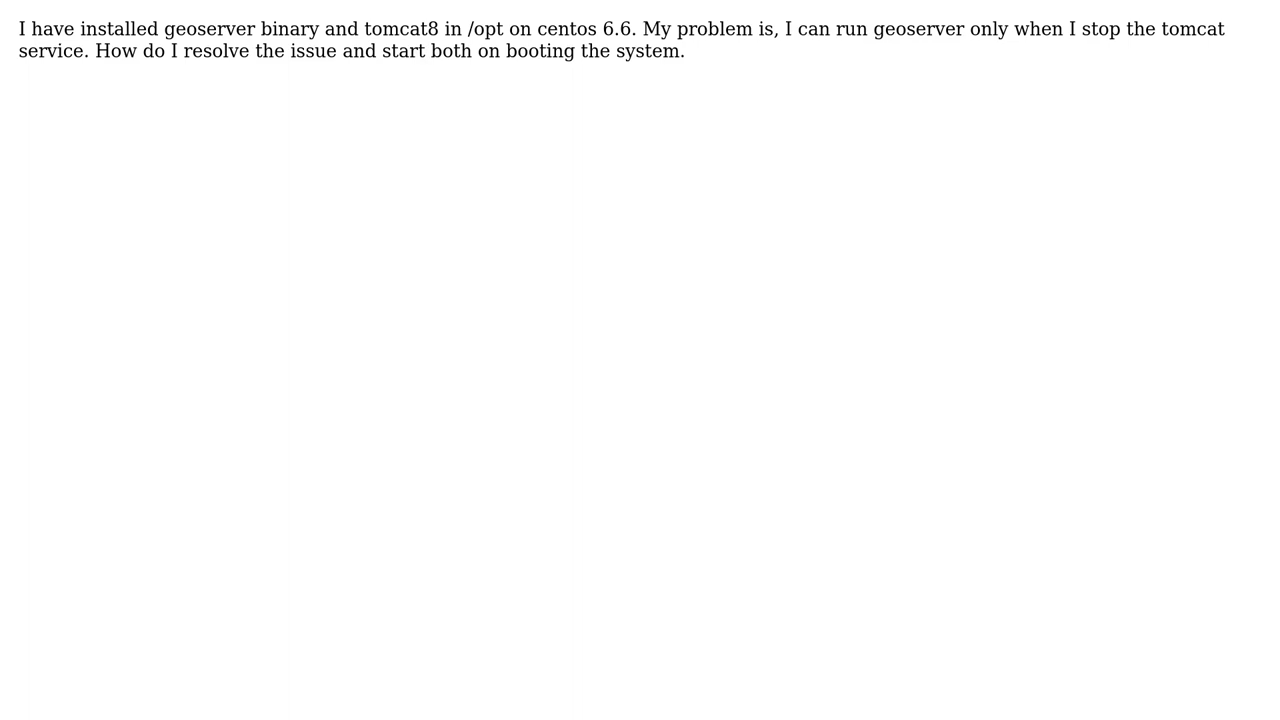 I have installed geoserver binary and tomcat8 in /opt on centos 6.6. My problem is, I can run geoserver only when I stop the tomcat
service. How do I resolve the issue and start both on booting the system.